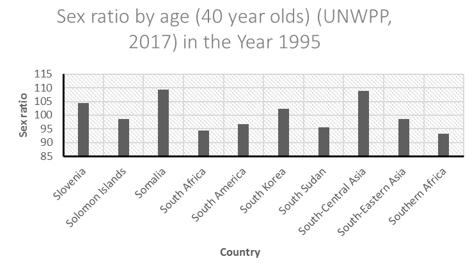 Sex ratio by age (40 year olds) (UNWPP,
2017) in the Year 1995
115
110
105
100
95
90
85
Sex ratio
Slovenia
Solomon Islands
Somalia
South Africa
South America
South Korea
South Sudan
South-Central Asia
South-Eastern Asia
Southern Africa
Country